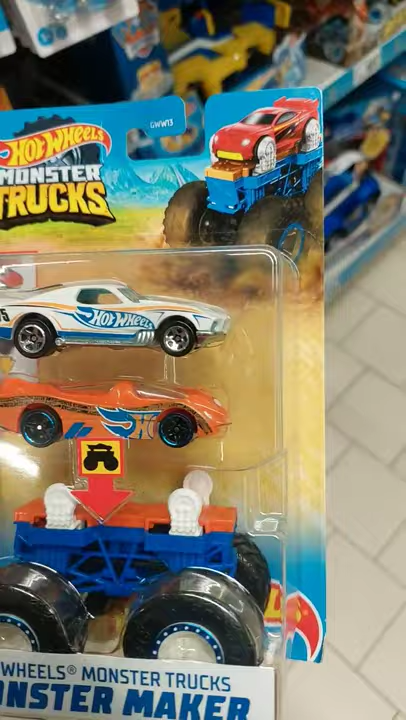 GWW13
HOT WHEELS
MONSTER
TRUCKS
HOT WHEELS
WHEELS® MONSTER TRUCKS
ONSTER MAKER